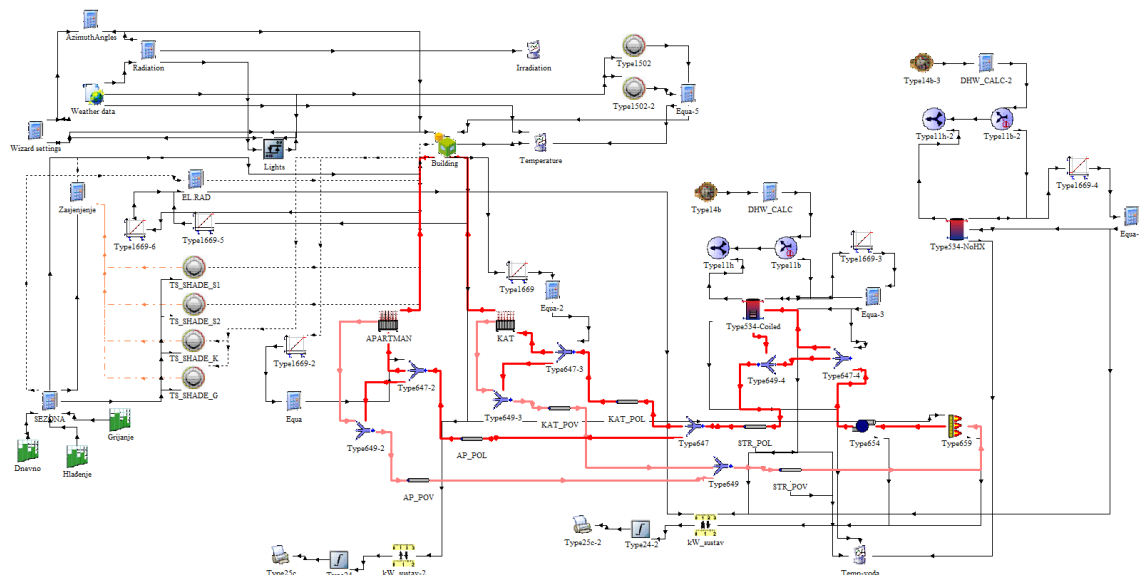 AzimuthAngles
Radiation
Irradiation
Type1502
Type14b-3
DHW_CALC-2
Weather data
Type1502-2
Equa-5
Type11h-2
Type11b-2
Wizard settings
Lights
Building
Temperature
Type1669-4
Zasjenjenje
EL.RAD
Type14b
DHW_CALC
Equa-
Type1669-6
Type1669-5
Type534-NoHX
Type11h
Type11b
Type1669-3
TS_SHADE_S1
Type1669
Equa-2
Equa-3
TS_SHADE_S2
Type534-Coiled
APARTMAN
KAT
TS_SHADE_K
Type1669-2
Type647-2
Type647-3
Type649-4
Type647-4
TS_SHADE_G
SEZONA
Equa
Type649-3
KAT_POV
KAT_POL
Grijanje
Type649-2
AP_POL
Type647
STR_POL
Type654
Type659
Dnevno
Hlađenje
Type649
STR_POV
AP_POV
Type25c-2
Type24-2
kW_sustav
Type25c
Type24
kW_sustav-2
Temp-voda